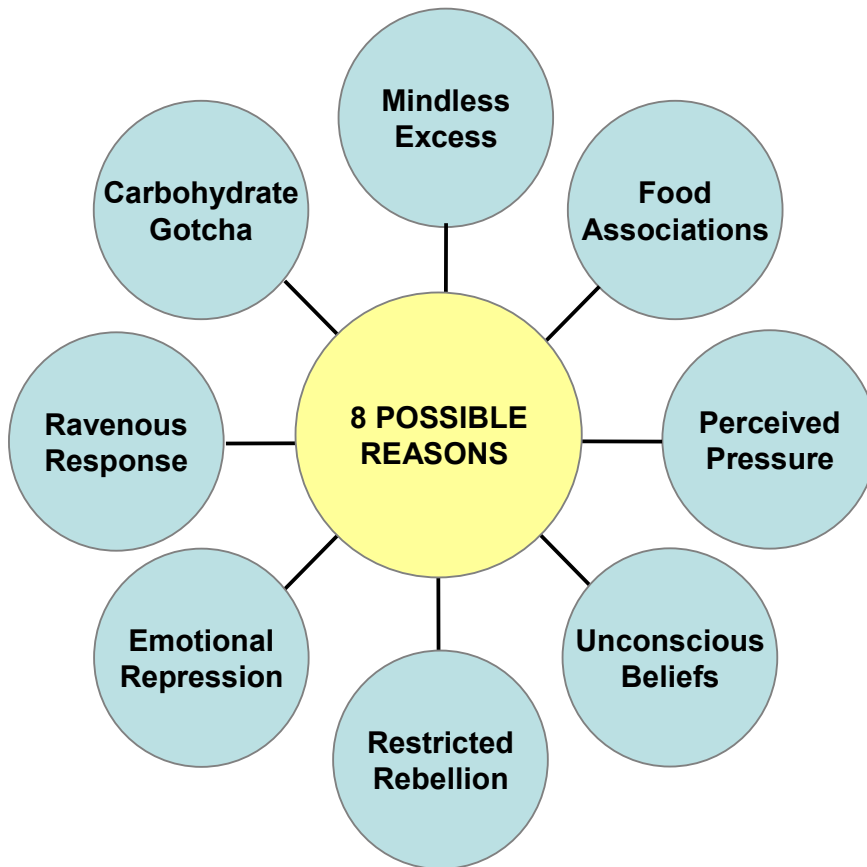 Mindless
Excess
Food
Associations
Perceived
Pressure
Unconscious
Beliefs
Restricted
Rebellion
Emotional
Repression
Ravenous
Response
Carbohydrate
Gotcha
8 POSSIBLE
REASONS